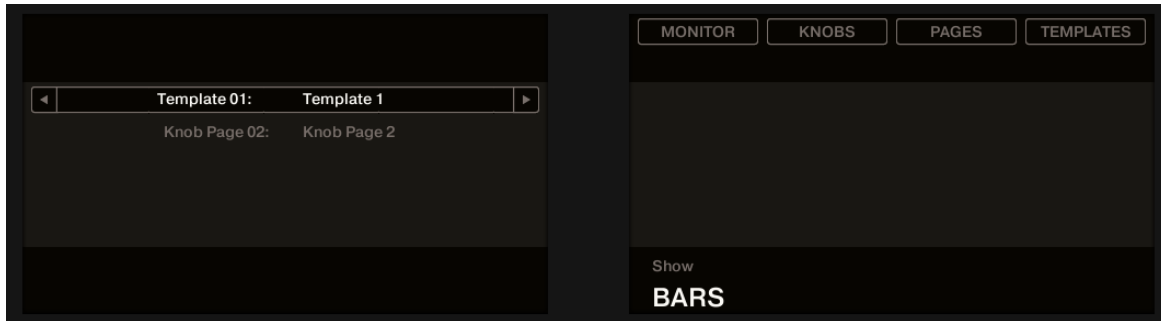 Template 01: Template 1
Knob Page 02: Knob Page 2
MONITOR KNOBS PAGES TEMPLATES
Show
BARS